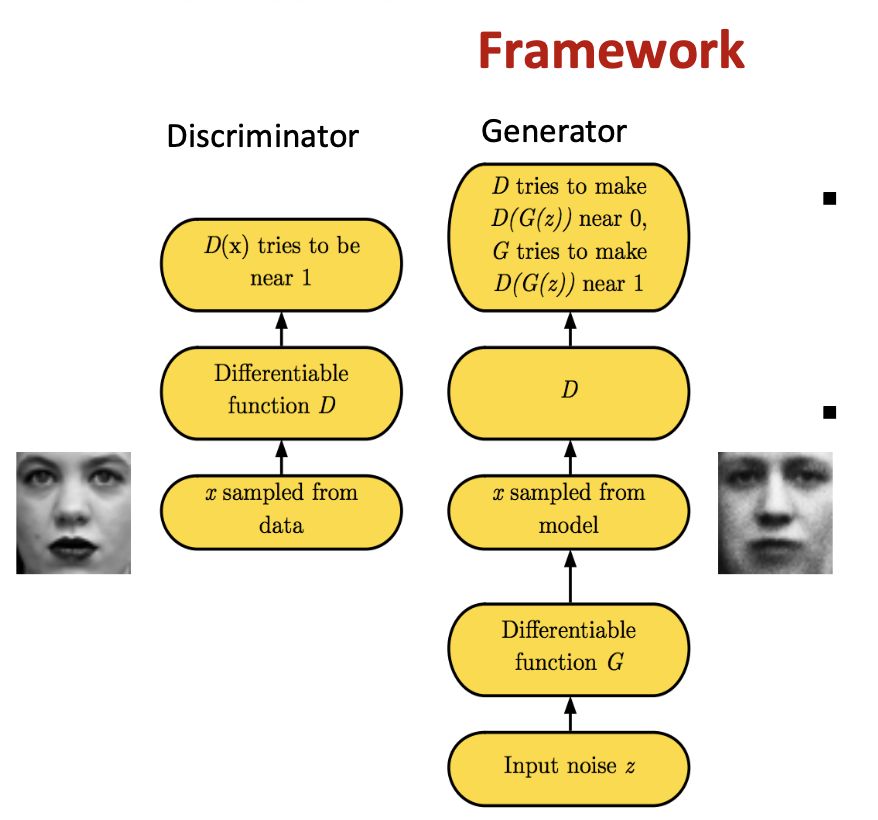 Framework
Discriminator
D(x) tries to be
near 1
Differentiable
function D
x sampled from
data
Generator
D tries to make
D(G(z)) near 0,
G tries to make
D(G(z)) near 1
D
x sampled from
model
Differentiable
function G
Input noise z